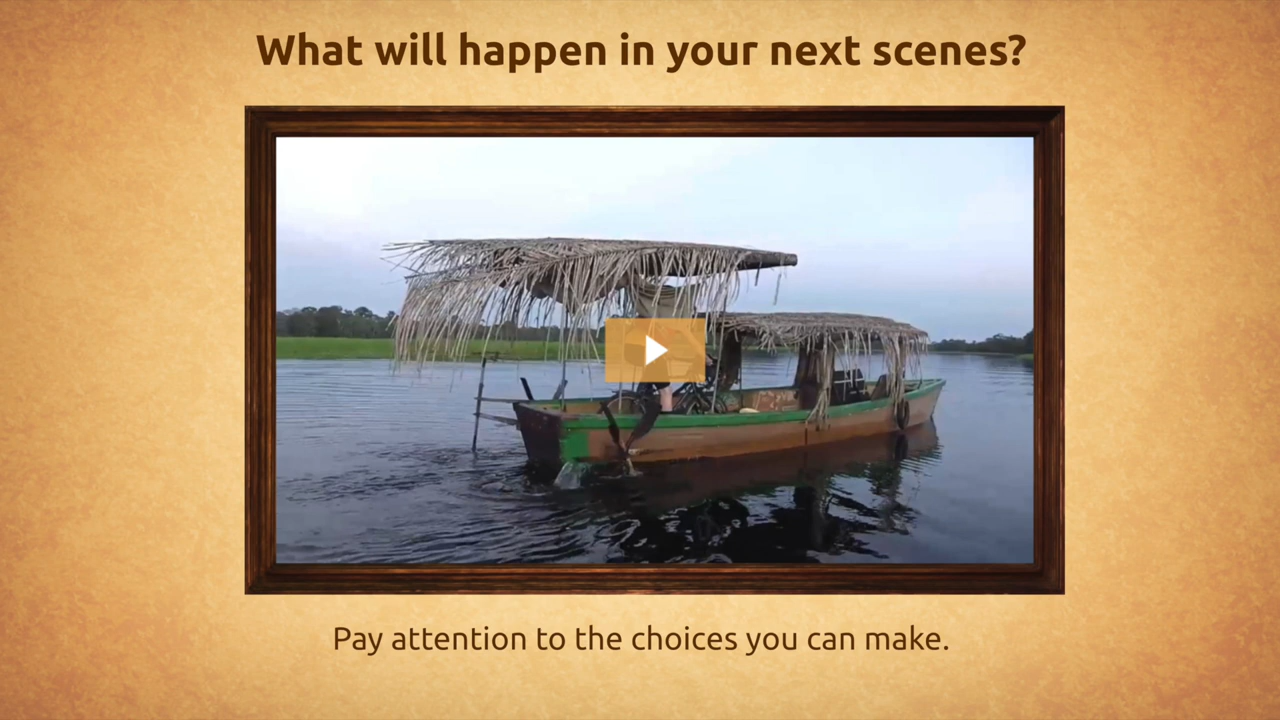 What will happen in your next scenes?
Pay attention to the choices you can make.